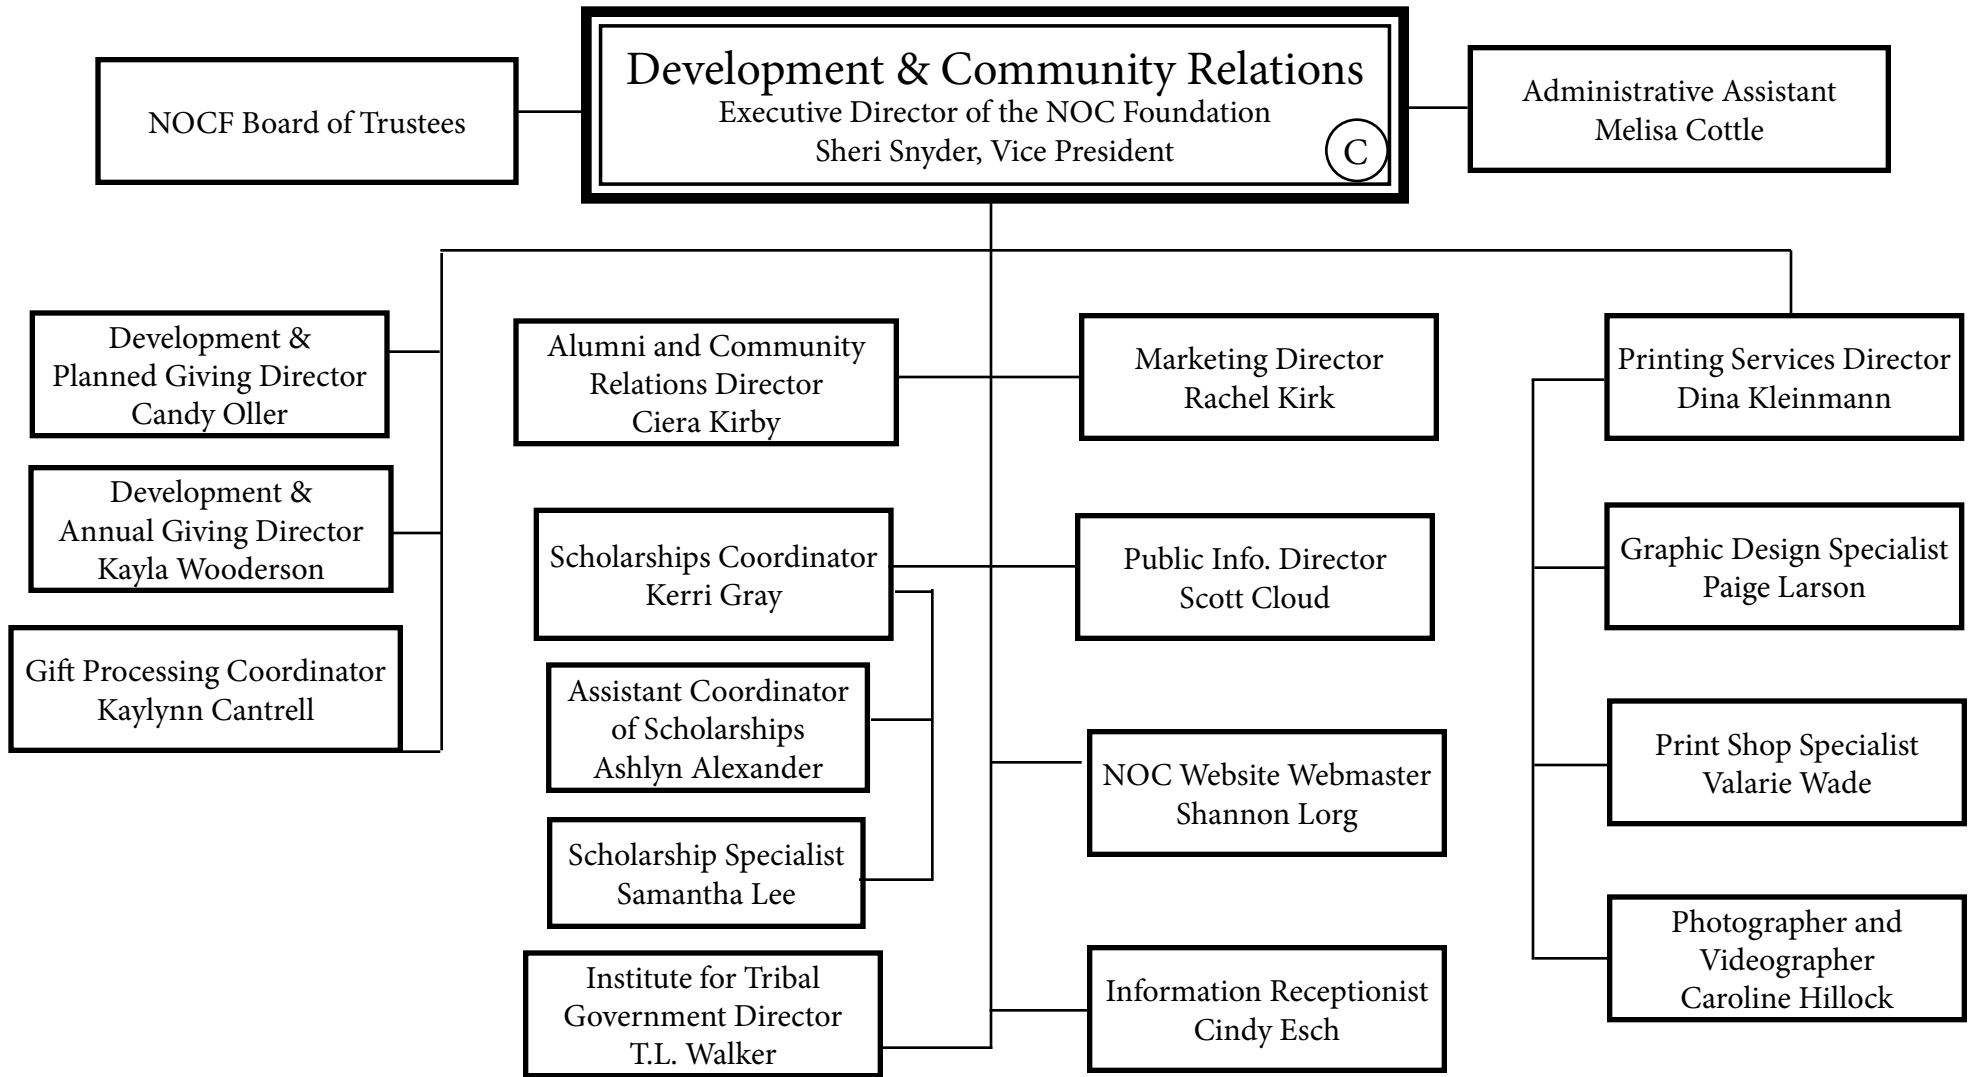 NOCF Board of Trustees
Development & Community Relations
Executive Director of the NOC Foundation
Sheri Snyder, Vice President
C
Administrative Assistant
Melisa Cottle
Development &
Planned Giving Director
Candy Oller
Development &
Annual Giving Director
Kayla Wooderson
Gift Processing Coordinator
Kaylynn Cantrell
Alumni and Community
Relations Director
Ciera Kirby
Scholarships Coordinator
Kerri Gray
Assistant Coordinator
of Scholarships
Ashlyn Alexander
Scholarship Specialist
Samantha Lee
Institute for Tribal
Government Director
T.L. Walker
Marketing Director
Rachel Kirk
Public Info. Director
Scott Cloud
NOC Website Webmaster
Shannon Lorg
Information Receptionist
Cindy Esch
Printing Services Director
Dina Kleinmann
Graphic Design Specialist
Paige Larson
Print Shop Specialist
Valarie Wade
Photographer and
Videographer
Caroline Hillock